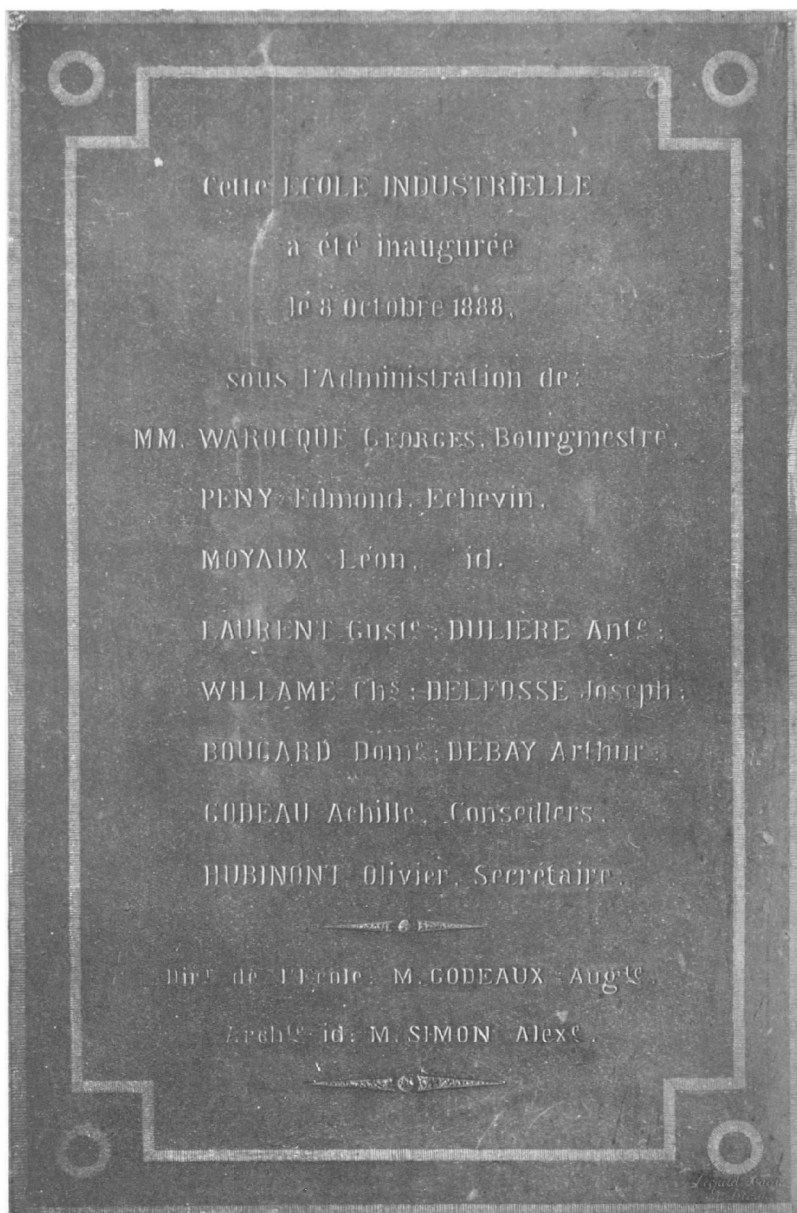 Cette ECOLE INDUSTRIELLE
a été inaugurée
le 8 Octobre 1888,
sous l'Administration de:
MM. WAROCQUÉ GEORGES, Bourgmestre,
PENY Edmond, Echevin,
MOYAUX Léon, id.
LAURENT Gustᵉ; DULIÈRE Antᵉ;
WILLAME Chˢ; DELFOSSE Joseph;
BOUGARD Domᵉ; DEBAY Arthur;
GODEAU Achille, Conseillers,
HUBINONT Olivier, Secrétaire,
Dirʳ de l'Ecole: M. GODEAUX Augᵗᵉ,
Archᵗᵉ id: M. SIMON Alexᵉ.